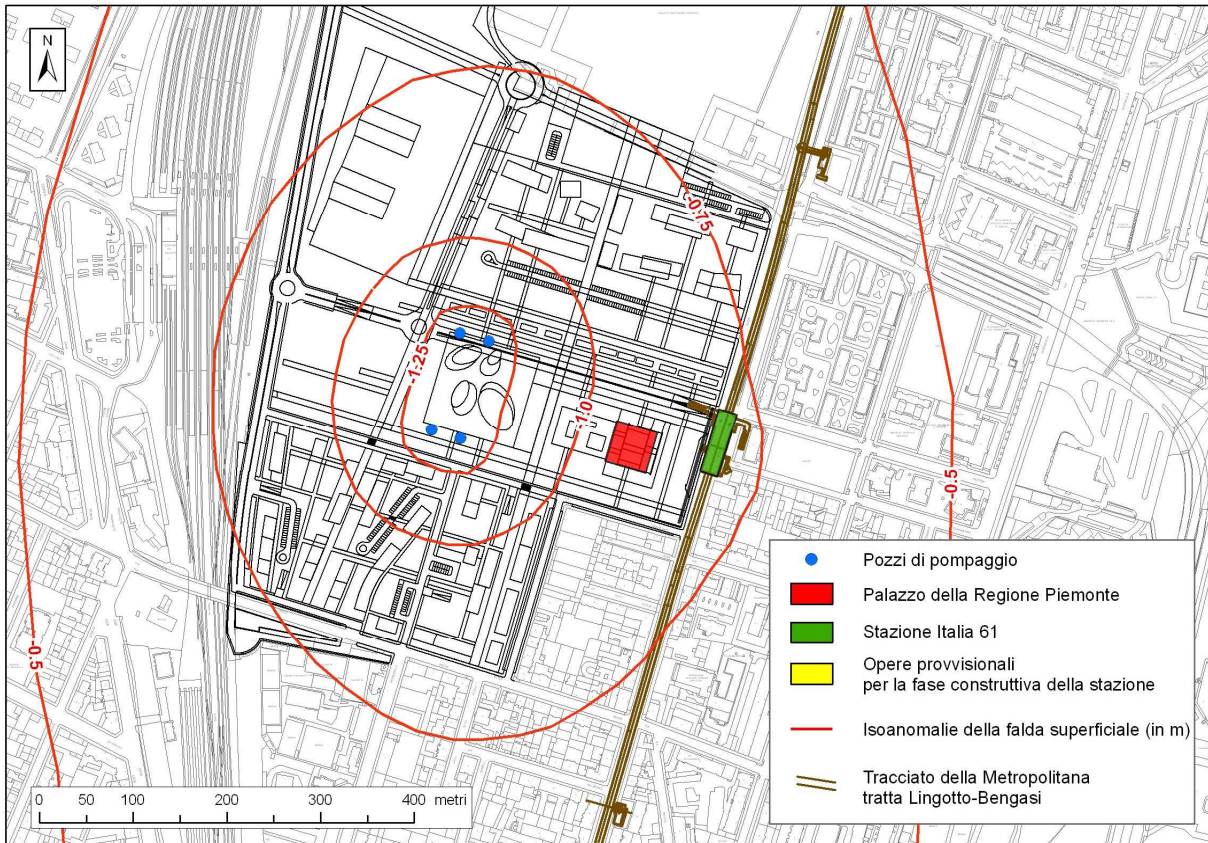 N
-0.75
-1.25
-1.0
-0.5
-0.5
Pozzi di pompaggio
Palazzo della Regione Piemonte
Stazione Italia 61
Opere provvisionali
per la fase construttiva della stazione
Isoanomalie della falda superficiale (in m)
Tracciato della Metropolitana
tratta Lingotto-Bengasi
0 50 100 200 300 400 metri